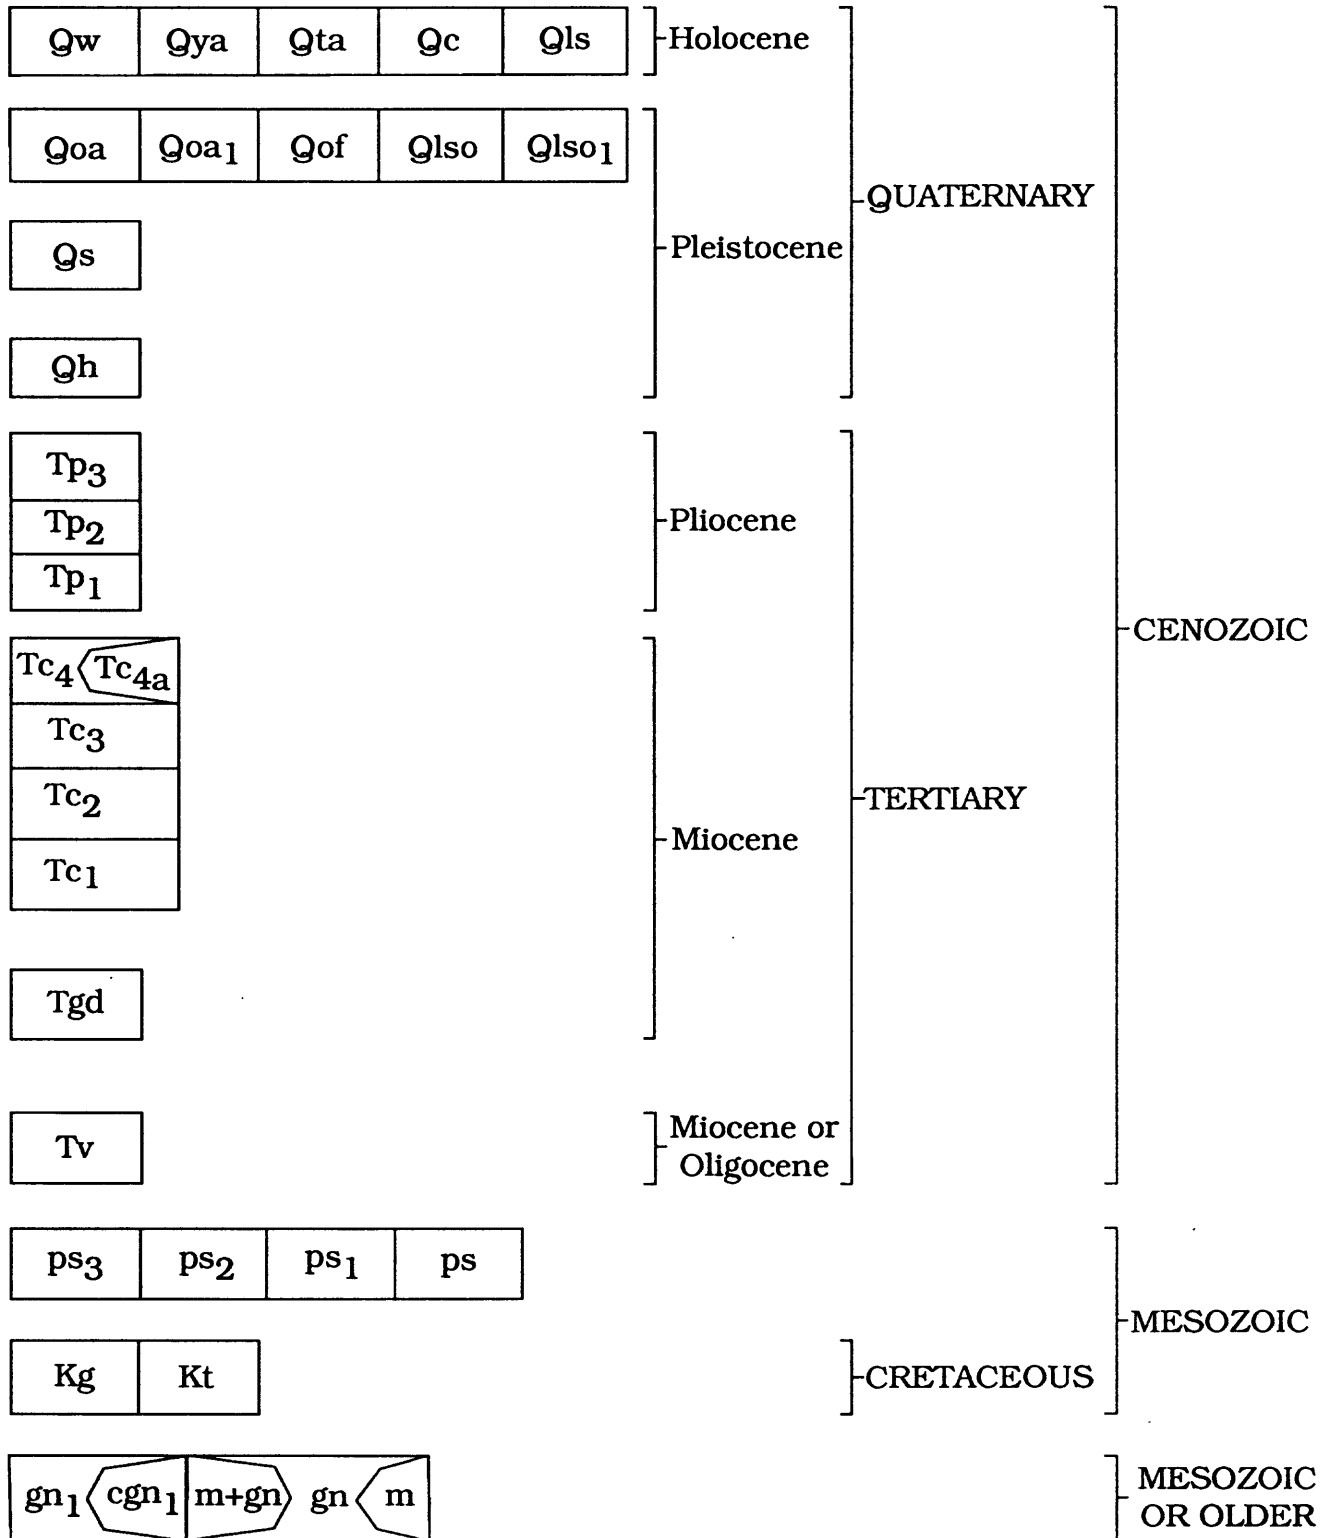 Qw Qya Qta Qc Qls Holocene
Qoa Qoa1 Qof Qlso Qlso1
QUATERNARY
Qs Pleistocene
Qh
Tp3
Tp2 Pliocene
Tp1
CENOZOIC
Tc4 Tc4a
Tc3
Tc2 TERTIARY
Miocene
Tc1
Tgd
Tv Miocene or
Oligocene
ps3 ps2 ps1 ps
MESOZOIC
Kg Kt CRETACEOUS
gn1 cgn1 m+gn gn m MESOZOIC
OR OLDER